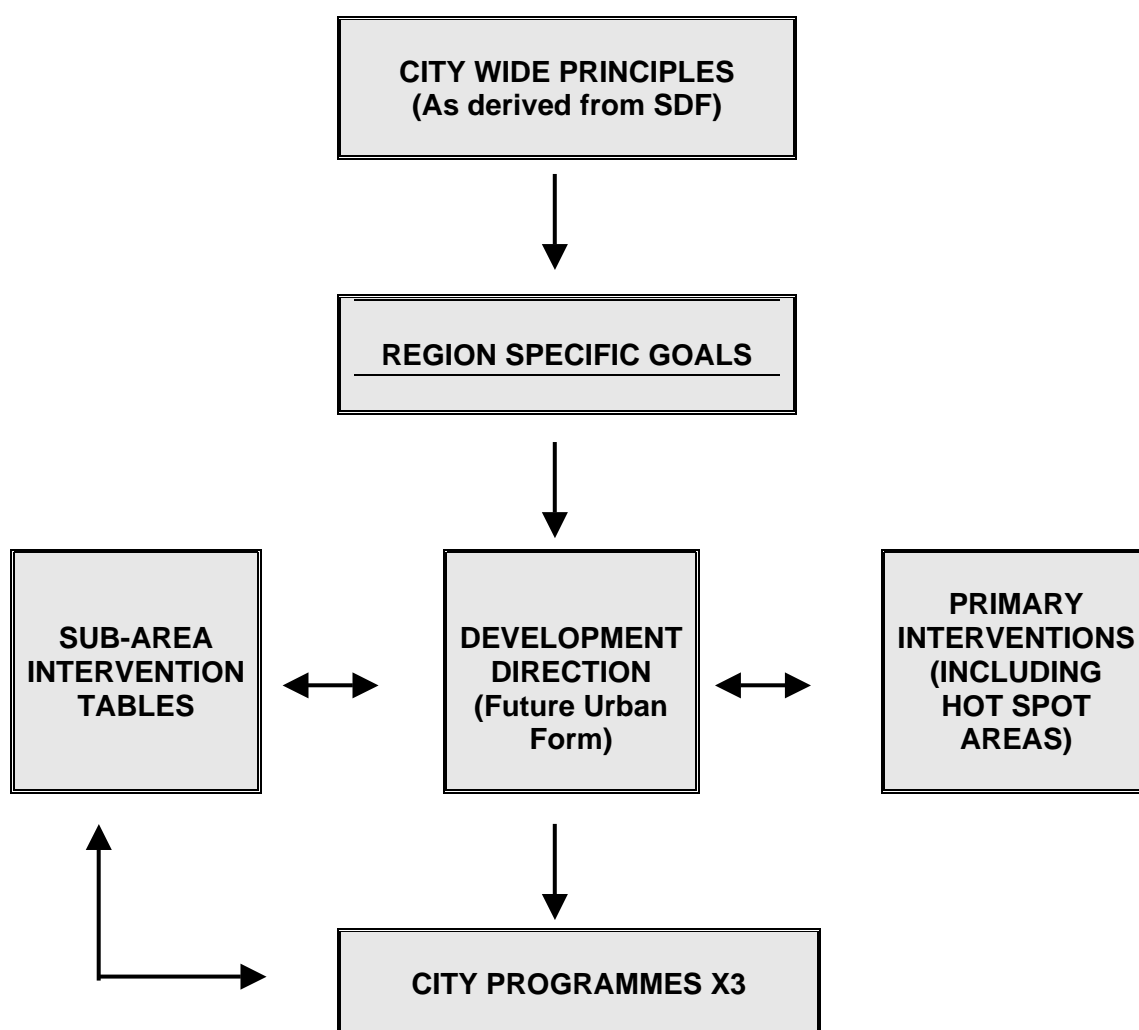 CITY WIDE PRINCIPLES
(As derived from SDF)
REGION SPECIFIC GOALS
SUB-AREA
INTERVENTION
TABLES
DEVELOPMENT
DIRECTION
(Future Urban
Form)
PRIMARY
INTERVENTIONS
(INCLUDING
HOT SPOT
AREAS)
CITY PROGRAMMES X3